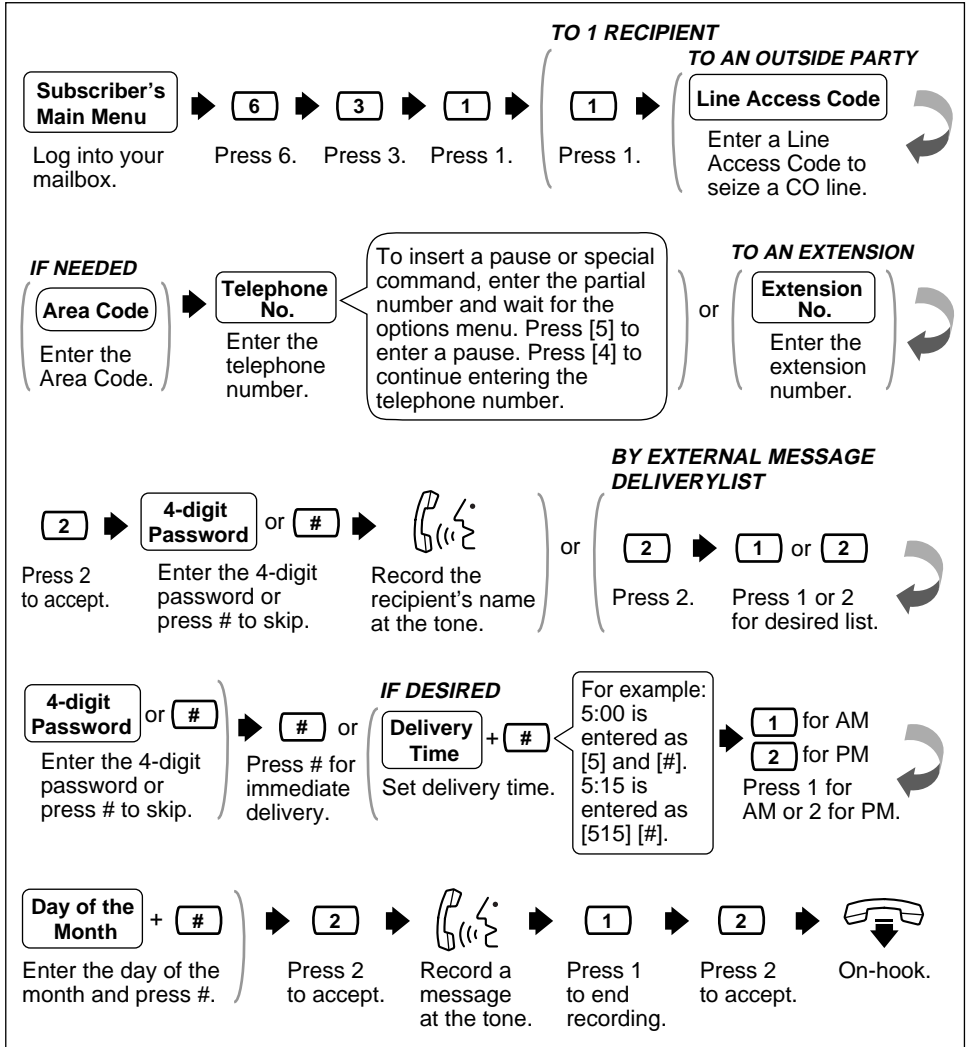 TO 1 RECIPIENT
TO AN OUTSIDE PARTY
Subscriber's
Main Menu
6
3
1
1
Line Access Code
Log into your
mailbox.
Press 6.
Press 3.
Press 1.
Press 1.
Enter a Line
Access Code to
seize a CO line.
IF NEEDED
Area Code
Enter the
Area Code.
Telephone
No.
Enter the
telephone
number.
To insert a pause or special
command, enter the partial
number and wait for the
options menu. Press [5] to
enter a pause. Press [4] to
continue entering the
telephone number.
or
TO AN EXTENSION
Extension
No.
Enter the
extension
number.
2
Press 2
to accept.
4-digit
Password
or #
Enter the 4-digit
password or
press # to skip.
Record the
recipient's name
at the tone.
or
BY EXTERNAL MESSAGE
DELIVERYLIST
2
Press 2.
1 or 2
Press 1 or 2
for desired list.
4-digit
Password
or #
Enter the 4-digit
password or
press # to skip.
# or
Press # for
immediate
delivery.
IF DESIRED
Delivery
Time
+ #
Set delivery time.
For example:
5:00 is
entered as
[5] and [#].
5:15 is
entered as
[515] [#].
1 for AM
2 for PM
Press 1 for
AM or 2 for PM.
Day of the
Month
+ #
Enter the day of the
month and press #.
2
Press 2
to accept.
Record a
message
at the tone.
1
Press 1
to end
recording.
2
Press 2
to accept.
On-hook.